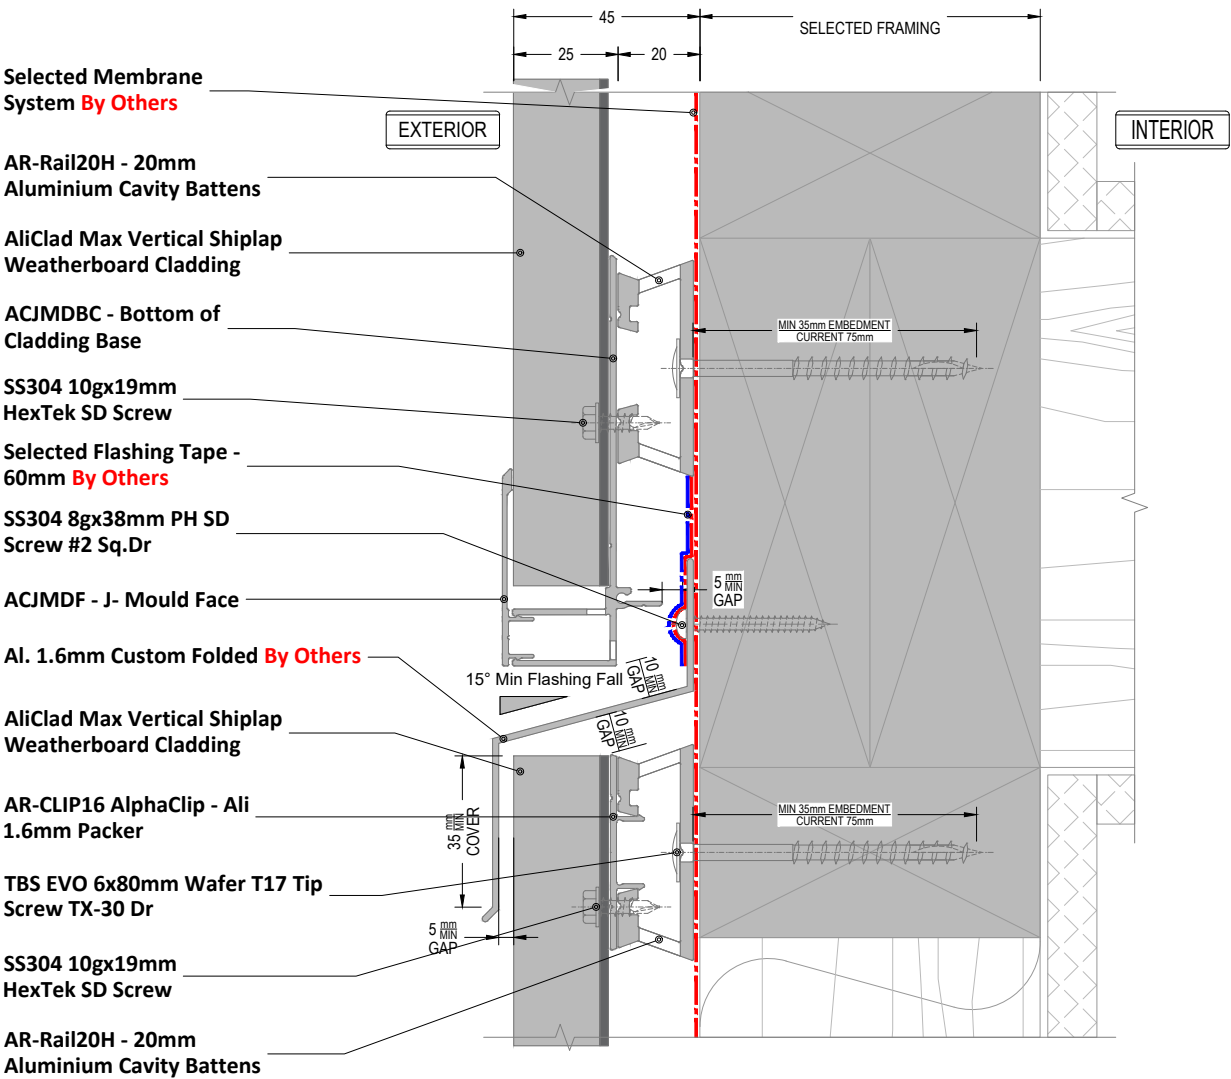 45
SELECTED FRAMING
25
20
Selected Membrane
System By Others
EXTERIOR
INTERIOR
AR-Rail20H - 20mm
Aluminium Cavity Battens
AliClad Max Vertical Shiplap
Weatherboard Cladding
ACJMDBC - Bottom of
Cladding Base
MIN 35mm EMBEDMENT
CURRENT 75mm
SS304 10gx19mm
HexTek SD Screw
Selected Flashing Tape -
60mm By Others
SS304 8gx38mm PH SD
Screw #2 Sq.Dr
5 mm MIN
GAP
ACJMDF - J- Mould Face
Al. 1.6mm Custom Folded By Others
15° Min Flashing Fall
10 mm MIN
GAP
10 mm MIN
GAP
AliClad Max Vertical Shiplap
Weatherboard Cladding
AR-CLIP16 AlphaClip - Ali
1.6mm Packer
35 mm MIN
COVER
MIN 35mm EMBEDMENT
CURRENT 75mm
TBS EVO 6x80mm Wafer T17 Tip
Screw TX-30 Dr
5 mm MIN
GAP
SS304 10gx19mm
HexTek SD Screw
AR-Rail20H - 20mm
Aluminium Cavity Battens